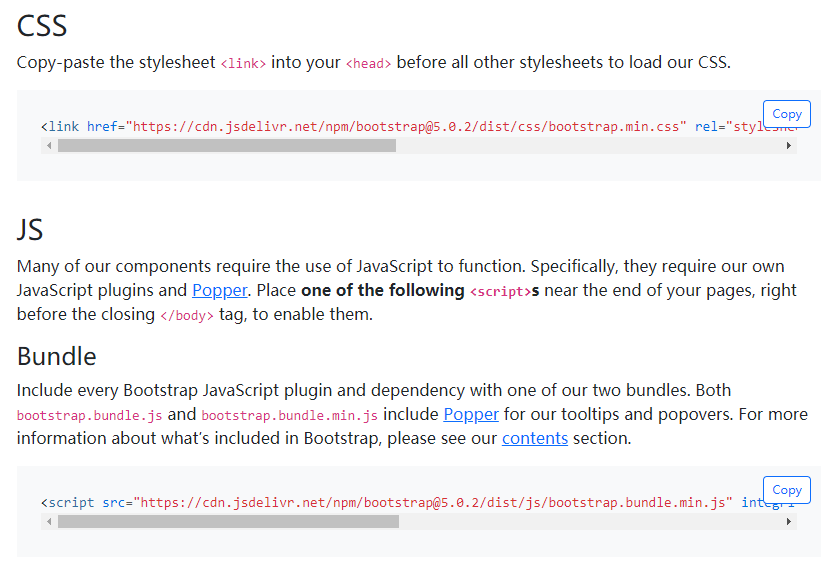 CSS
Copy-paste the stylesheet <link> into your <head> before all other stylesheets to load our CSS.
Copy
<link href="https://cdn.jsdelivr.net/npm/bootstrap@5.0.2/dist/css/bootstrap.min.css" rel="styleshe
JS
Many of our components require the use of JavaScript to function. Specifically, they require our own
JavaScript plugins and Popper. Place one of the following <script>s near the end of your pages, right
before the closing </body> tag, to enable them.
Bundle
Include every Bootstrap JavaScript plugin and dependency with one of our two bundles. Both
bootstrap.bundle.js and bootstrap.bundle.min.js include Popper for our tooltips and popovers. For more
information about what's included in Bootstrap, please see our contents section.
Copy
<script src="https://cdn.jsdelivr.net/npm/bootstrap@5.0.2/dist/js/bootstrap.bundle.min.js" integri